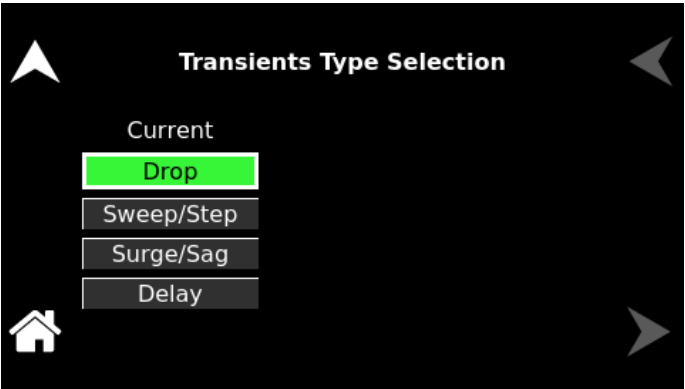 Transients Type Selection
Current
Drop
Sweep/Step
Surge/Sag
Delay